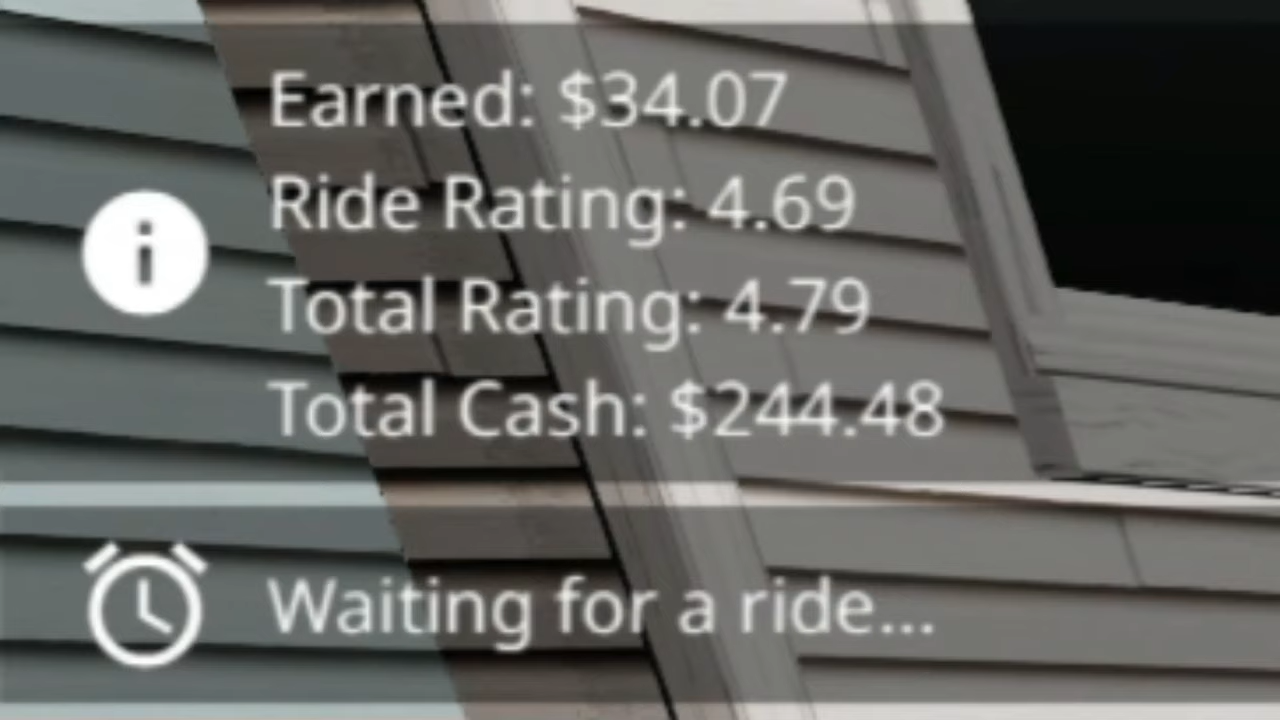 Earned: $34.07
Ride Rating: 4.69
Total Rating: 4.79
Total Cash: $244.48
Waiting for a ride...